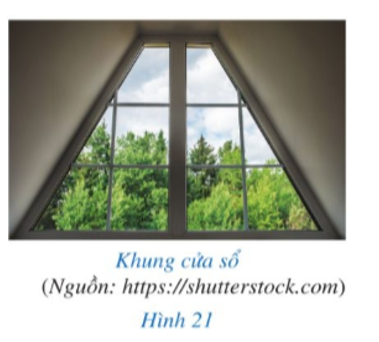 Khung cửa sổ
(Nguồn: https://shutterstock.com)
Hình 21